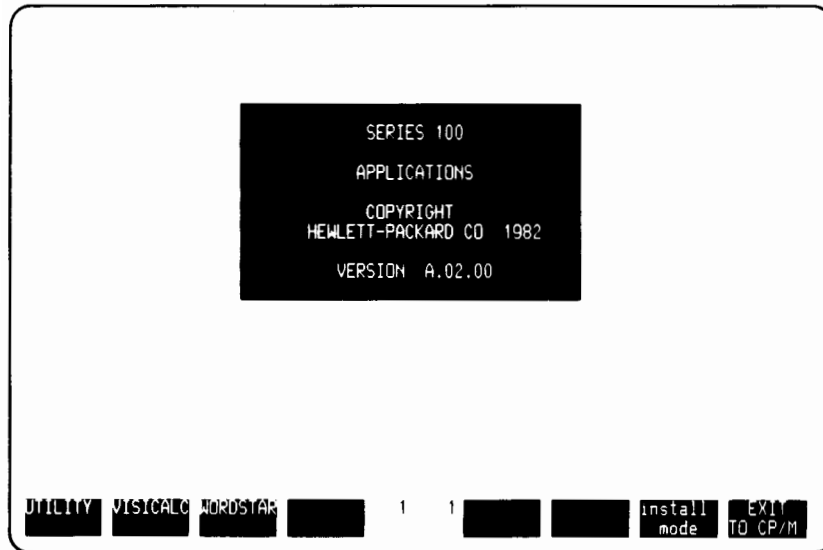 SERIES 100
APPLICATIONS
COPYRIGHT
HEWLETT-PACKARD CO 1982
VERSION A.02.00
UTILITY VISICALC WORDSTAR 1 1 install mode EXIT TO CP/M